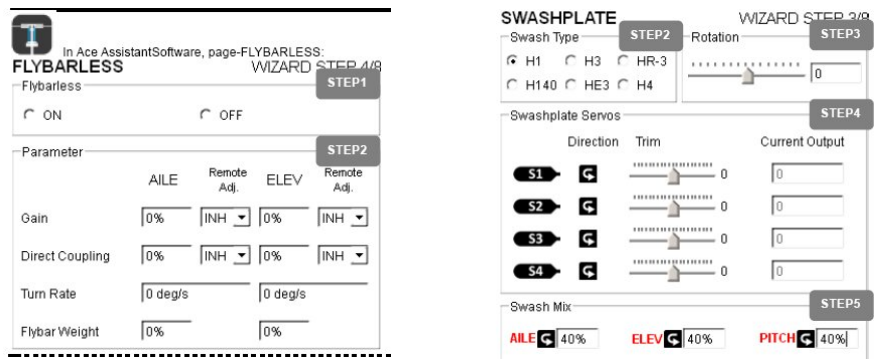 In Ace AssistantSoftware, page-FLYBARLESS:
FLYBARLESS WIZARD STEP 4/8
Flybarless STEP1
ON OFF
Parameter STEP2
AILE Remote Adj. ELEV Remote Adj.
Gain 0% INH 0% INH
Direct Coupling 0% INH 0% INH
Turn Rate 0 deg/s 0 deg/s
Flybar Weight 0% 0%
SWASHPLATE WIZARD STEP 3/8
Swash Type STEP2 Rotation STEP3
H1 H3 HR-3 0
H140 HE3 H4
Swashplate Servos STEP4
Direction Trim Current Output
S1 0 0
S2 0 0
S3 0 0
S4 0 0
Swash Mix STEP5
AILE 40% ELEV 40% PITCH 40%